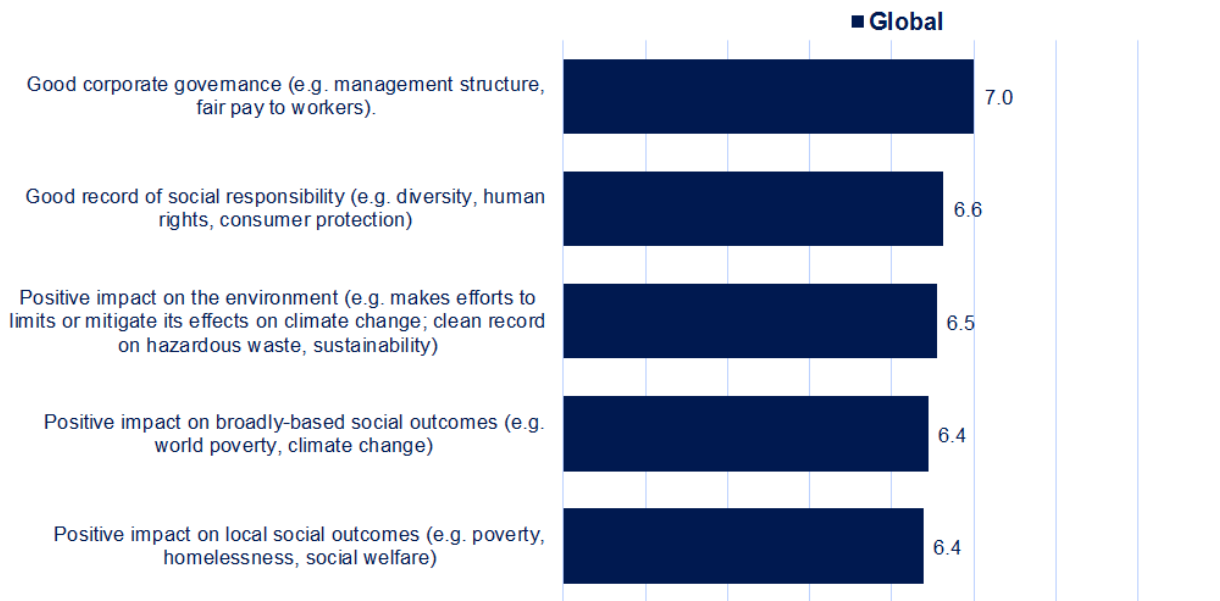 Global
Good corporate governance (e.g. management structure,
fair pay to workers).
7.0
Good record of social responsibility (e.g. diversity, human
rights, consumer protection)
6.6
Positive impact on the environment (e.g. makes efforts to
limits or mitigate its effects on climate change; clean record
on hazardous waste, sustainability)
6.5
Positive impact on broadly-based social outcomes (e.g.
world poverty, climate change)
6.4
Positive impact on local social outcomes (e.g. poverty,
homelessness, social welfare)
6.4